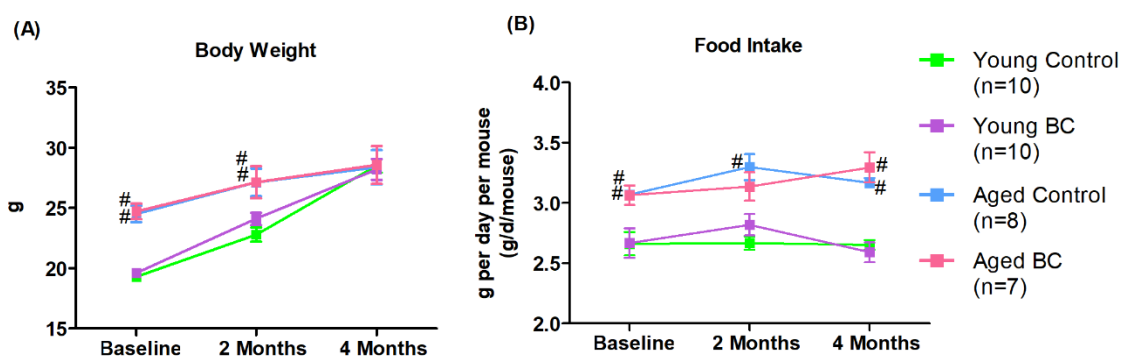 (A)
Body Weight
g
35
30
25
20
15
#
#
#
#
Baseline
2 Months
4 Months
(B)
Food Intake
g per day per mouse
(g/d/mouse)
4.0
3.5
3.0
2.5
2.0
#
#
#
#
#
Baseline
2 Months
4 Months
Young Control
(n=10)
Young BC
(n=10)
Aged Control
(n=8)
Aged BC
(n=7)